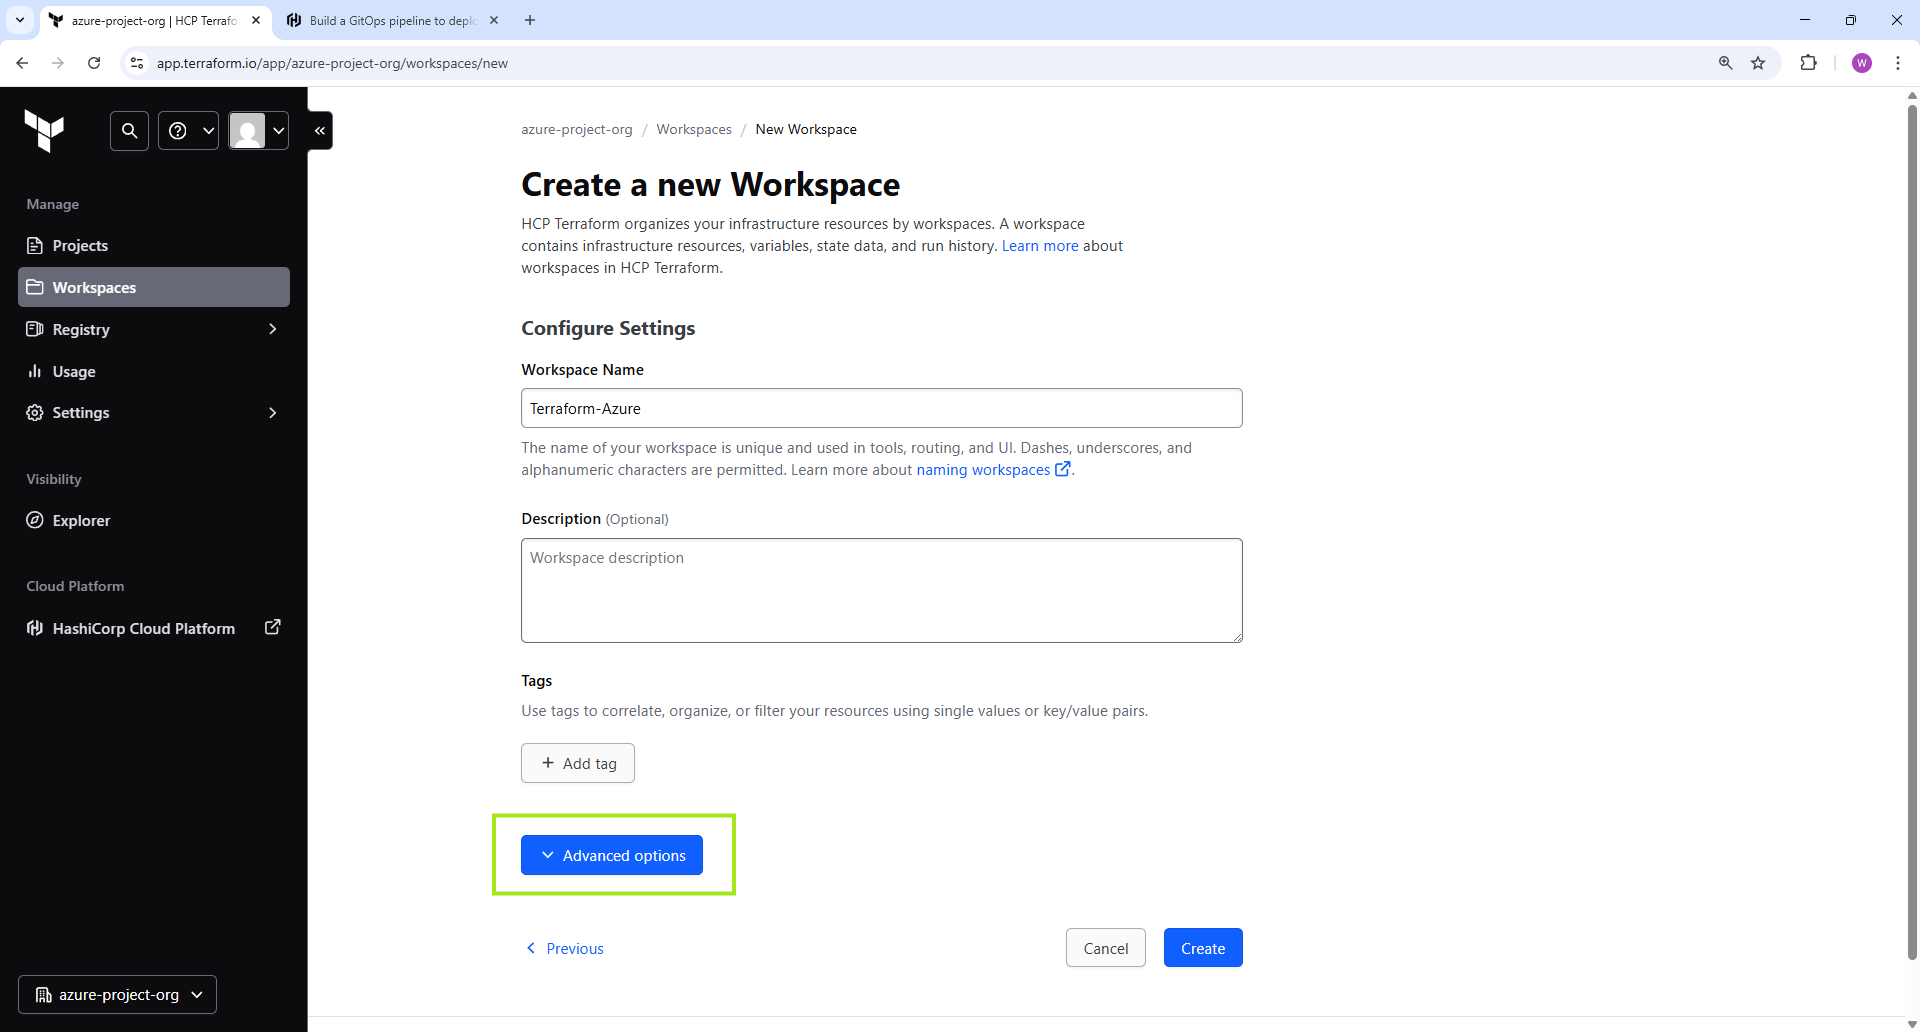 azure-project-org | HCP Terrafo
Build a GitOps pipeline to depl
app.terraform.io/app/azure-project-org/workspaces/new
W
Manage
Projects
Workspaces
Registry
Usage
Settings
Visibility
Explorer
Cloud Platform
HashiCorp Cloud Platform
azure-project-org
azure-project-org / Workspaces / New Workspace
Create a new Workspace
HCP Terraform organizes your infrastructure resources by workspaces. A workspace
contains infrastructure resources, variables, state data, and run history. Learn more about
workspaces in HCP Terraform.
Configure Settings
Workspace Name
Terraform-Azure
The name of your workspace is unique and used in tools, routing, and UI. Dashes, underscores, and
alphanumeric characters are permitted. Learn more about naming workspaces.
Description (Optional)
Workspace description
Tags
Use tags to correlate, organize, or filter your resources using single values or key/value pairs.
Add tag
Advanced options
Previous
Cancel
Create